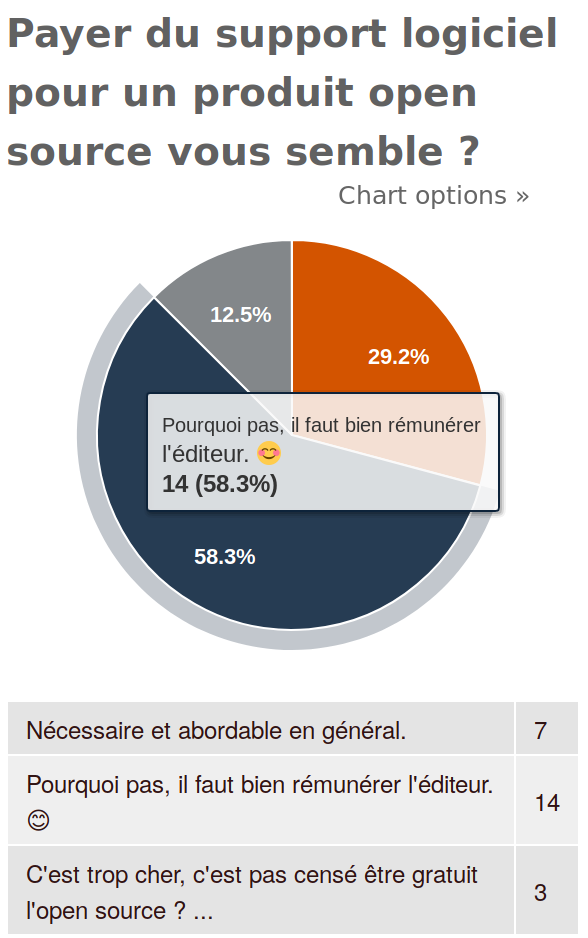 Payer du support logiciel
pour un produit open
source vous semble ?
Chart options »
12.5%
29.2%
Pourquoi pas, il faut bien rémunérer
l'éditeur. 😊
14 (58.3%)
58.3%
Nécessaire et abordable en général.
7
Pourquoi pas, il faut bien rémunérer l'éditeur.
😊
14
C'est trop cher, c'est pas censé être gratuit
l'open source ? ...
3